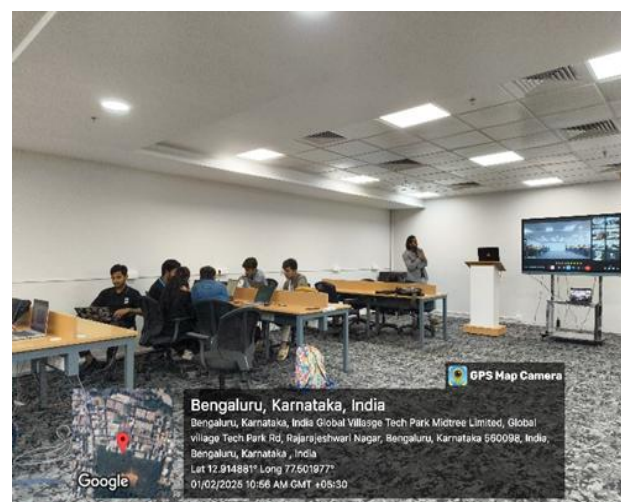 GPS Map Camera
Bengaluru, Karnataka, India
Bengaluru, Karnataka, India Global Villasge Tech Park Midtree Limited, Global
village Tech Park Rd, Rajarajeshwari Nagar, Bengaluru, Karnataka 560098, India,
Bengaluru, Karnataka , India
Lat 12.914881° Long 77.501977°
01/02/2025 10:56 AM GMT +05:30
Google